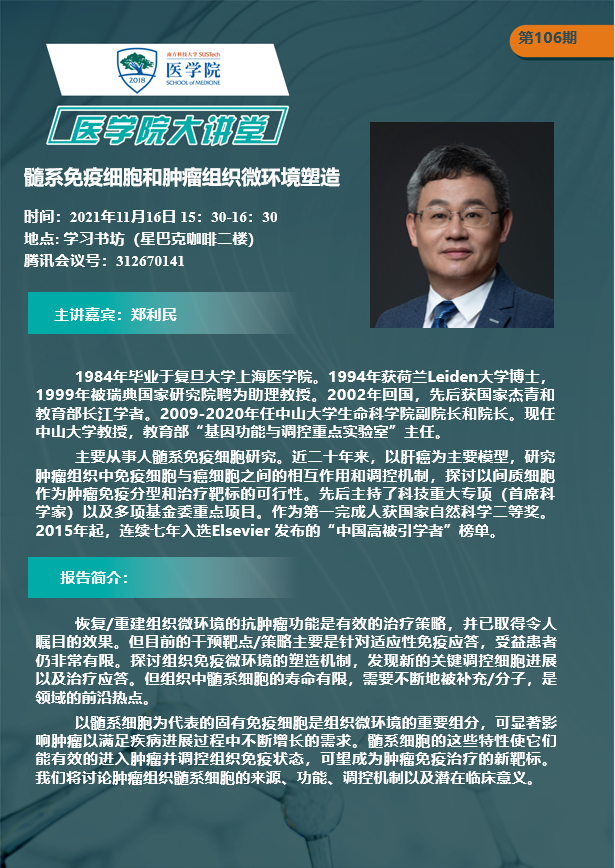 第106期
南方科技大学 SUSTech
医学院
SCHOOL of MEDICINE
2018
医学院大讲堂
髓系免疫细胞和肿瘤组织微环境塑造
时间：2021年11月16日 15：30-16：30
地点: 学习书坊（星巴克咖啡二楼）
腾讯会议号：312670141
主讲嘉宾：郑利民
1984年毕业于复旦大学上海医学院。1994年获荷兰Leiden大学博士，
1999年被瑞典国家研究院聘为助理教授。2002年回国，先后获国家杰青和
教育部长江学者。2009-2020年任中山大学生命科学院副院长和院长。现任
中山大学教授，教育部“基因功能与调控重点实验室”主任。
主要从事人髓系免疫细胞研究。近二十年来，以肝癌为主要模型，研究
肿瘤组织中免疫细胞与癌细胞之间的相互作用和调控机制，探讨以间质细胞
作为肿瘤免疫分型和治疗靶标的可行性。先后主持了科技重大专项（首席科
学家）以及多项基金委重点项目。作为第一完成人获国家自然科学二等奖。
2015年起，连续七年入选Elsevier 发布的“中国高被引学者”榜单。
报告简介：
恢复/重建组织微环境的抗肿瘤功能是有效的治疗策略，并已取得令人
瞩目的效果。但目前的干预靶点/策略主要是针对适应性免疫应答，受益患者
仍非常有限。探讨组织免疫微环境的塑造机制，发现新的关键调控细胞进展
以及治疗应答。但组织中髓系细胞的寿命有限，需要不断地被补充/分子，是
领域的前沿热点。
以髓系细胞为代表的固有免疫细胞是组织微环境的重要组分，可显著影
响肿瘤以满足疾病进展过程中不断增长的需求。髓系细胞的这些特性使它们
能有效的进入肿瘤并调控组织免疫状态，可望成为肿瘤免疫治疗的新靶标。
我们将讨论肿瘤组织髓系细胞的来源、功能、调控机制以及潜在临床意义。